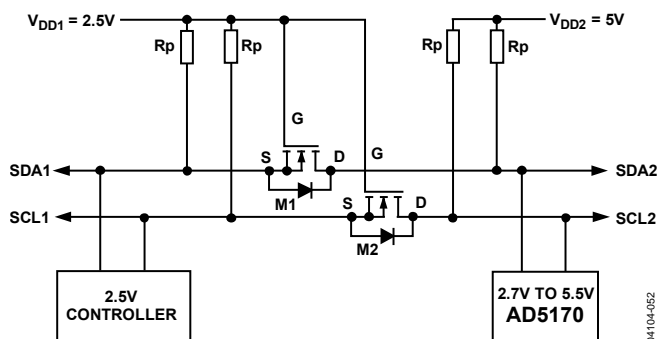 VDD1 = 2.5V
Rp
Rp
Rp
Rp
VDD2 = 5V
G
SDA1
S
D
G
SDA2
M1
SCL1
S
D
SCL2
M2
2.5V
CONTROLLER
2.7V TO 5.5V
AD5170
04104-052